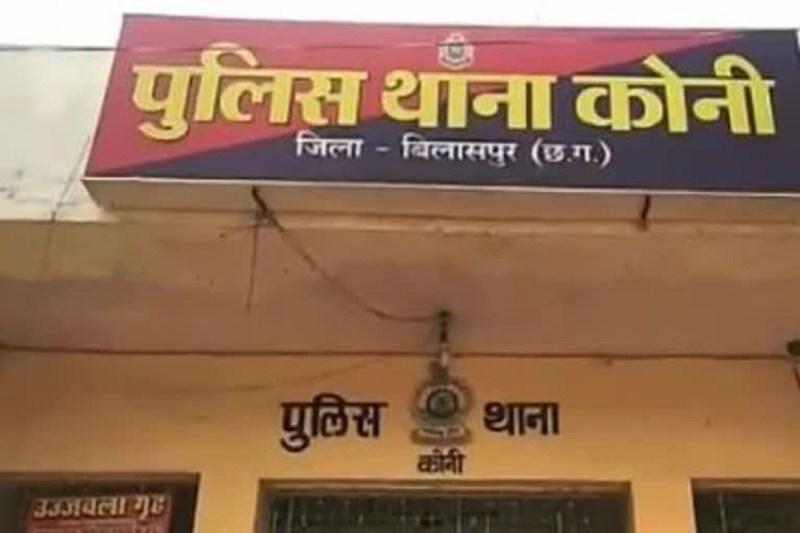 पुलिस थाना कोनी
जिला - बिलासपुर (छ.ग.)
पुलिस थाना
कोनी
उज्जवला गृह